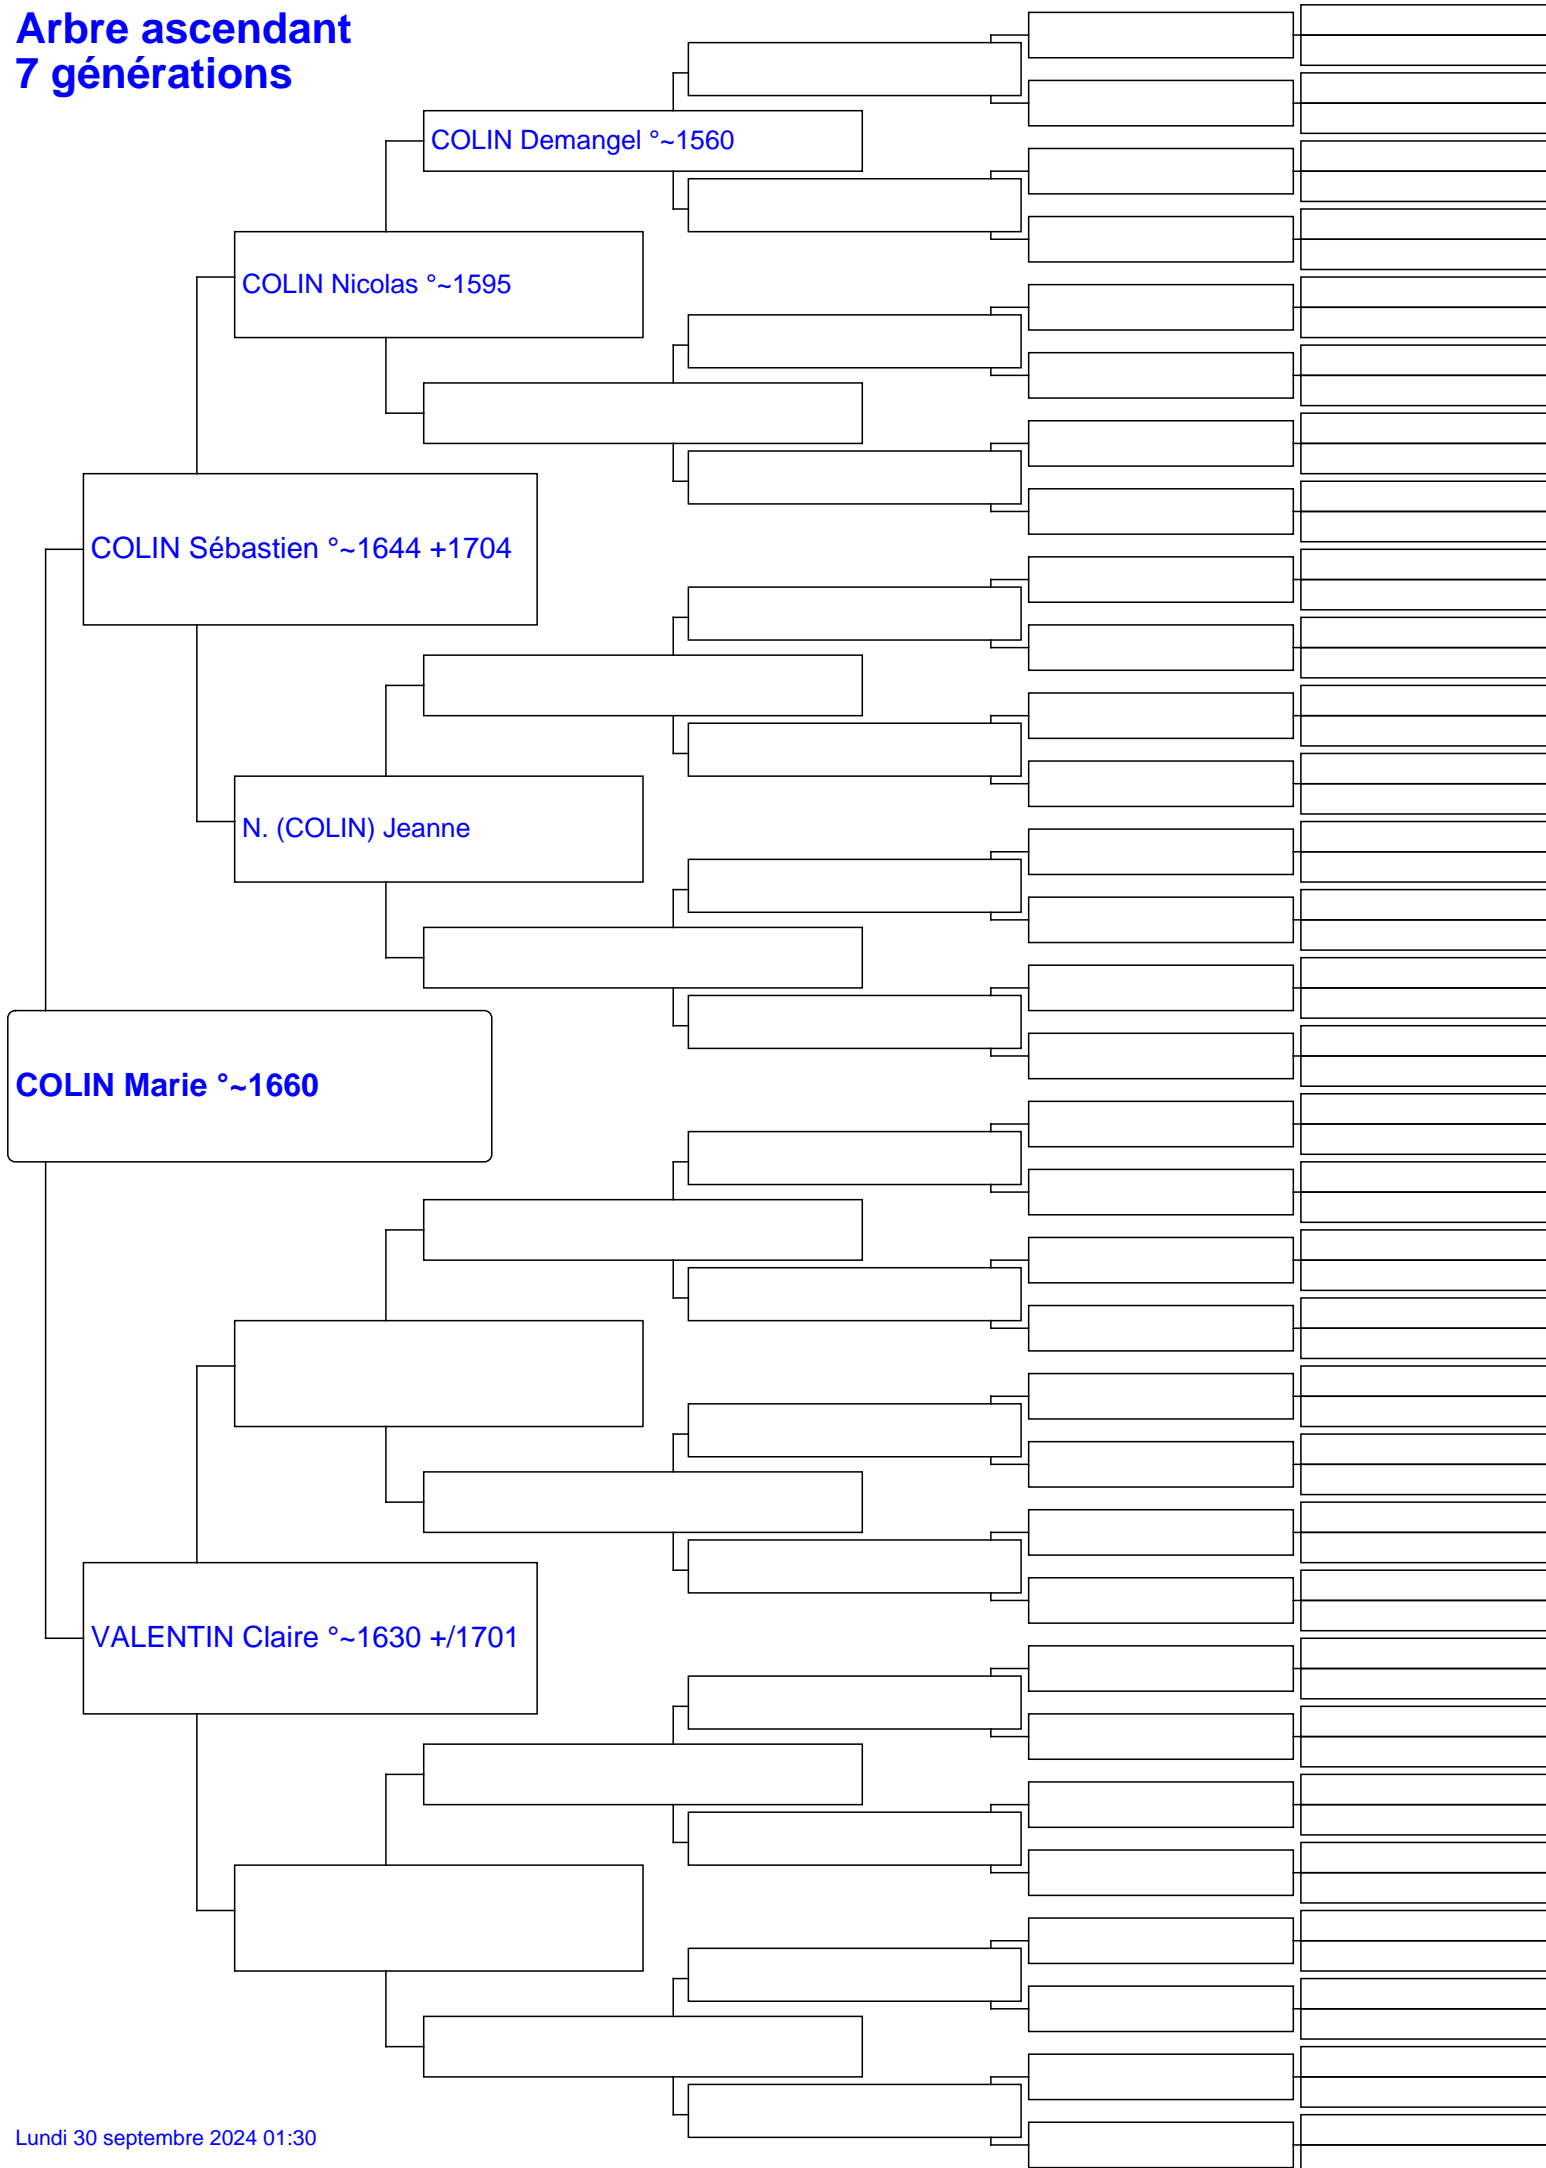 Arbre ascendant
7 générations
COLIN Demangel °~1560
COLIN Nicolas °~1595
COLIN Sébastien °~1644 +1704
N. (COLIN) Jeanne
COLIN Marie °~1660
VALENTIN Claire °~1630 +/1701
Lundi 30 septembre 2024 01:30